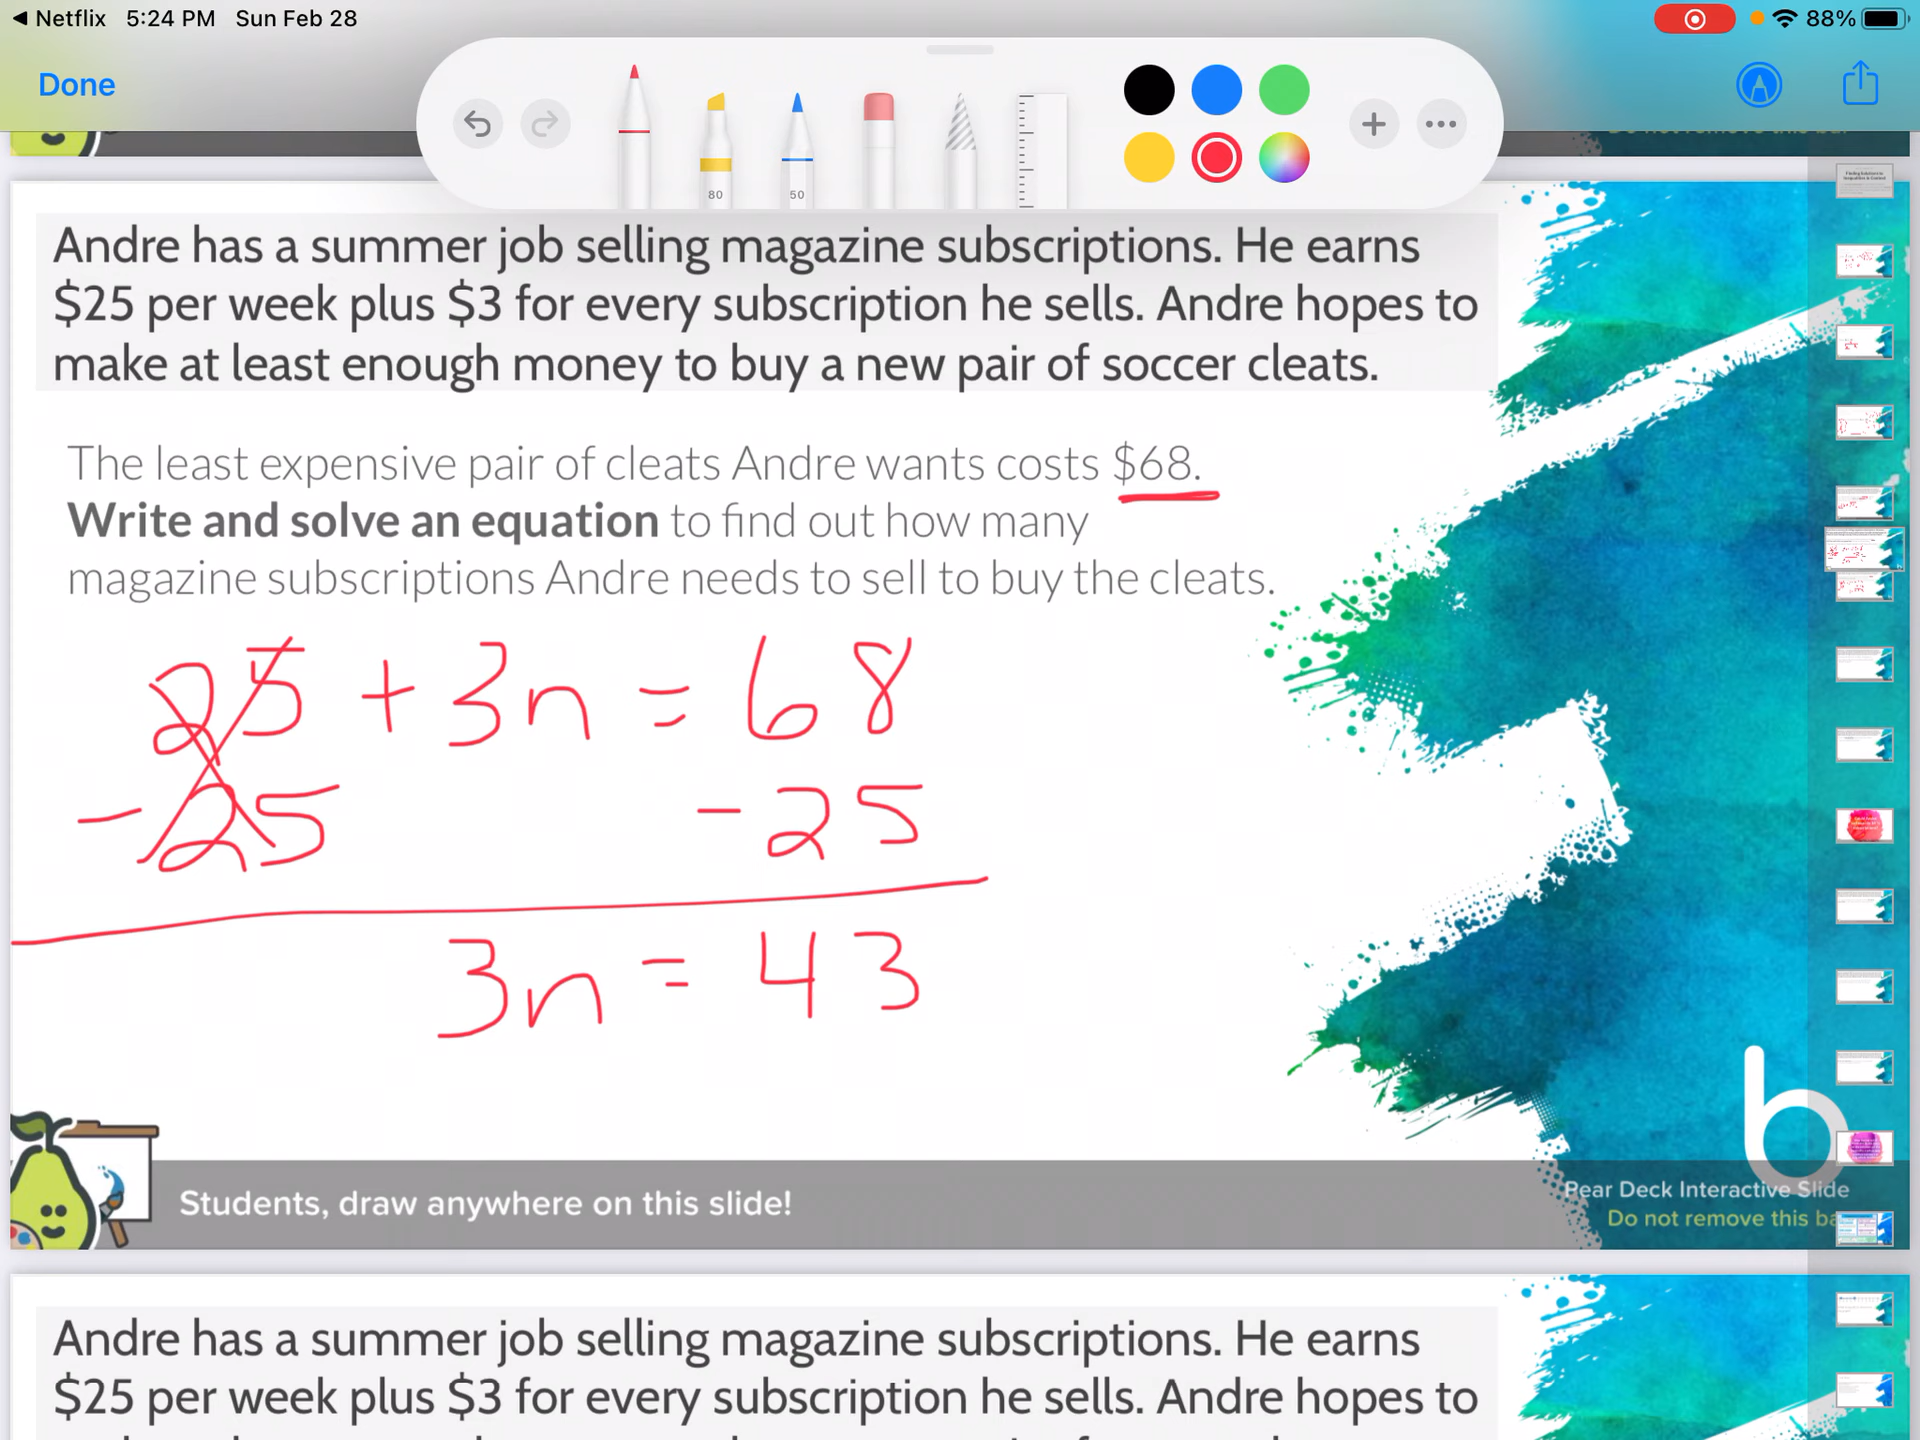 Netflix 5:24 PM Sun Feb 28 88%
Done
80 50
Andre has a summer job selling magazine subscriptions. He earns
$25 per week plus $3 for every subscription he sells. Andre hopes to
make at least enough money to buy a new pair of soccer cleats.
The least expensive pair of cleats Andre wants costs $68.
Write and solve an equation to find out how many
magazine subscriptions Andre needs to sell to buy the cleats.
25 + 3n = 68
-25 -25
3n = 43
b
Students, draw anywhere on this slide!
Pear Deck Interactive Slide
Do not remove this ba
Andre has a summer job selling magazine subscriptions. He earns
$25 per week plus $3 for every subscription he sells. Andre hopes to